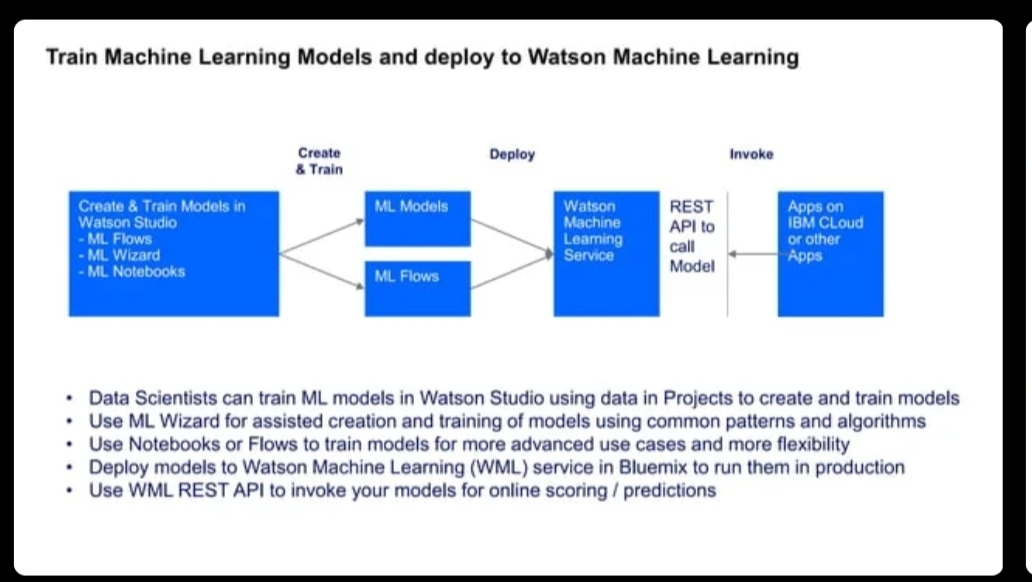 Train Machine Learning Models and deploy to Watson Machine Learning
Create
& Train
Deploy
Invoke
Create & Train Models in
Watson Studio
- ML Flows
- ML Wizard
- ML Notebooks
ML Models
ML Flows
Watson
Machine
Learning
Service
REST
API to
call
Model
Apps on
IBM CLoud
or other
Apps
• Data Scientists can train ML models in Watson Studio using data in Projects to create and train models
• Use ML Wizard for assisted creation and training of models using common patterns and algorithms
• Use Notebooks or Flows to train models for more advanced use cases and more flexibility
• Deploy models to Watson Machine Learning (WML) service in Bluemix to run them in production
• Use WML REST API to invoke your models for online scoring / predictions